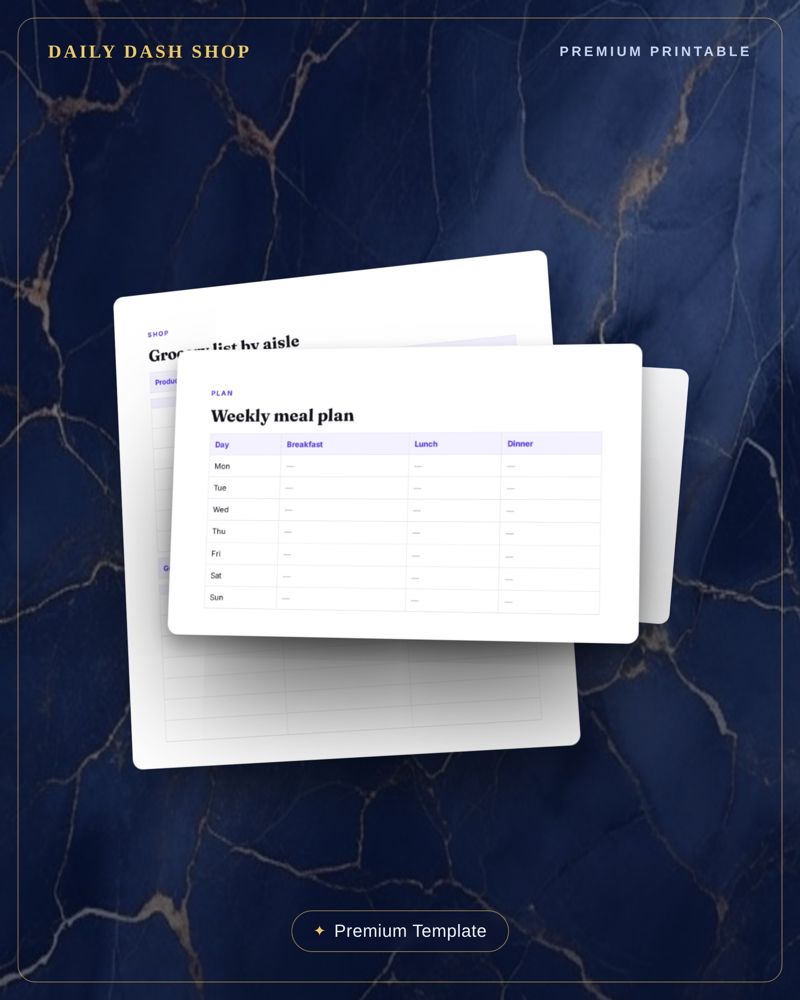 DAILY DASH SHOP
PREMIUM PRINTABLE
SHOP
Grocery list by aisle
PLAN
Weekly meal plan
Day Breakfast Lunch Dinner
Mon — — —
Tue — — —
Wed — — —
Thu — — —
Fri — — —
Sat — — —
Sun — — —
✦ Premium Template